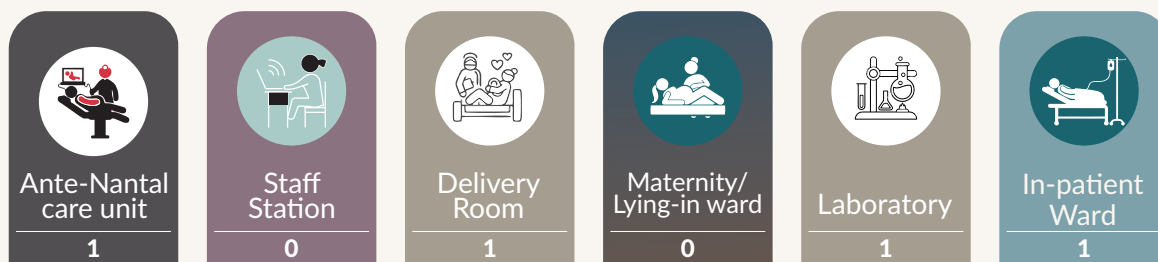 Ante-Nantal
care unit
1
Staff
Station
0
Delivery
Room
1
Maternity/
Lying-in ward
0
Laboratory
1
In-patient
Ward
1